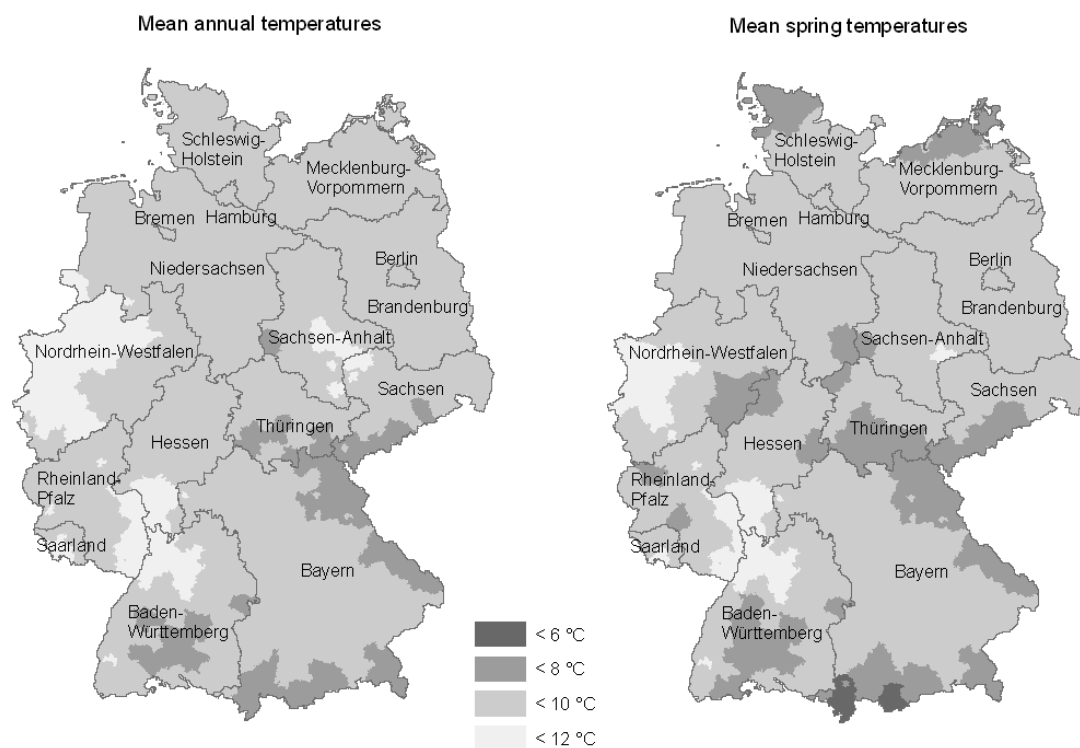 Mean annual temperatures
Schleswig-
Holstein
Mecklenburg-
Vorpommern
Bremen
Hamburg
Niedersachsen
Berlin
Brandenburg
Sachsen-Anhalt
Nordrhein-Westfalen
Sachsen
Thüringen
Hessen
Rheinland-
Pfalz
Saarland
Bayern
Baden-
Württemberg
Mean spring temperatures
Schleswig-
Holstein
Mecklenburg-
Vorpommern
Bremen
Hamburg
Niedersachsen
Berlin
Brandenburg
Sachsen-Anhalt
Nordrhein-Westfalen
Sachsen
Thüringen
Hessen
Rheinland-
Pfalz
Saarland
Bayern
Baden-
Württemberg
< 6 °C
< 8 °C
< 10 °C
< 12 °C